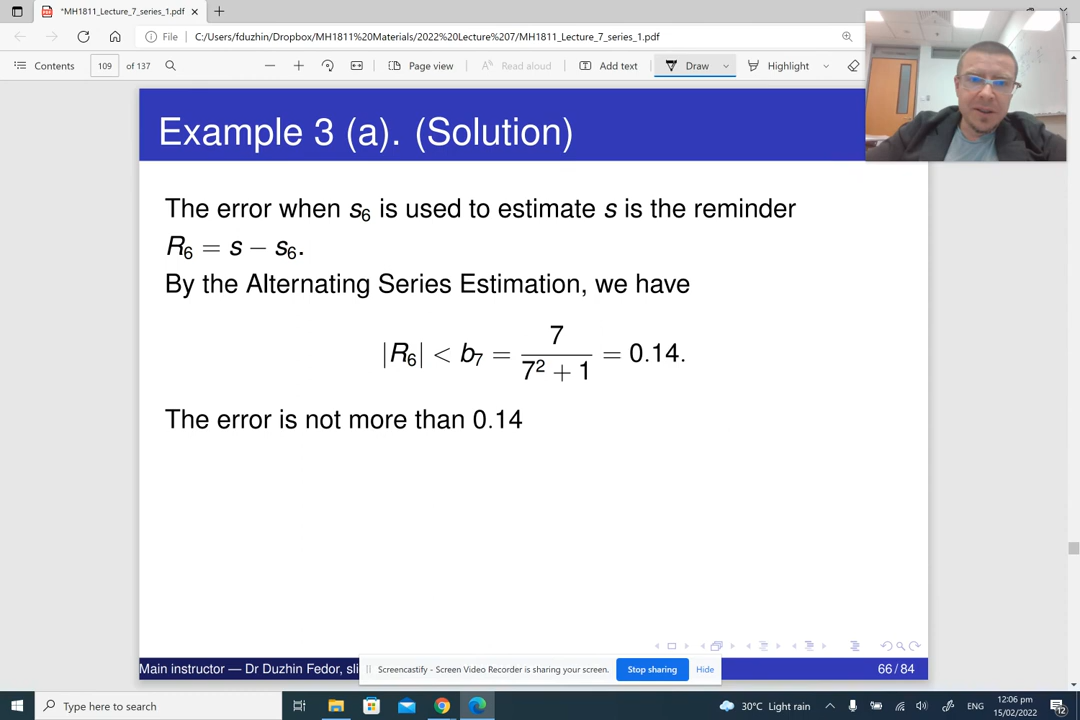 *MH1811_Lecture_7_series_1.pdf
File
C:/Users/fduzhin/Dropbox/MH1811%20Materials/2022%20Lecture%207/MH1811_Lecture_7_series_1.pdf
Contents
109
of 137
Page view
Read aloud
Add text
Draw
Highlight
Example 3 (a). (Solution)
The error when s₆ is used to estimate s is the reminder
R₆ = s − s₆.
By the Alternating Series Estimation, we have
|R₆| < b₇ = 7 / (7² + 1) = 0.14.
The error is not more than 0.14
Main instructor — Dr Duzhin Fedor, sli
66 / 84
Screencastify - Screen Video Recorder is sharing your screen.
Stop sharing
Hide
Type here to search
30°C Light rain
ENG
12:06 pm
15/02/2022
12